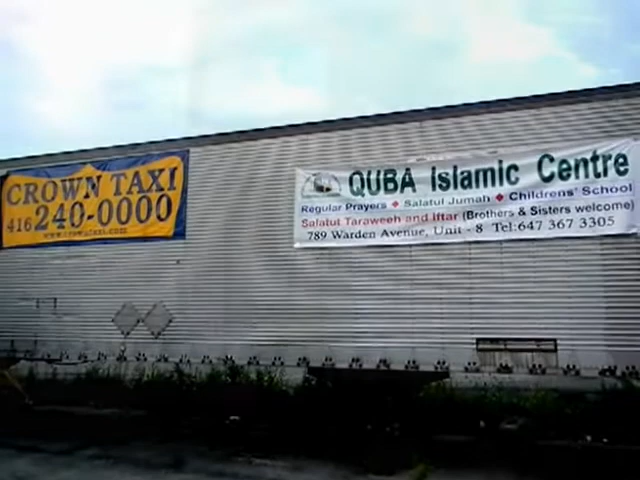 CROWN TAXI
416 240-0000
www.crowntaxi.com
QUBA Islamic Centre
Regular Prayers ♦ Salatul Jumah ♦ Childrens' School
Salatut Taraweeh and Iftar (Brothers & Sisters welcome)
789 Warden Avenue, Unit - 8 Tel:647 367 3305